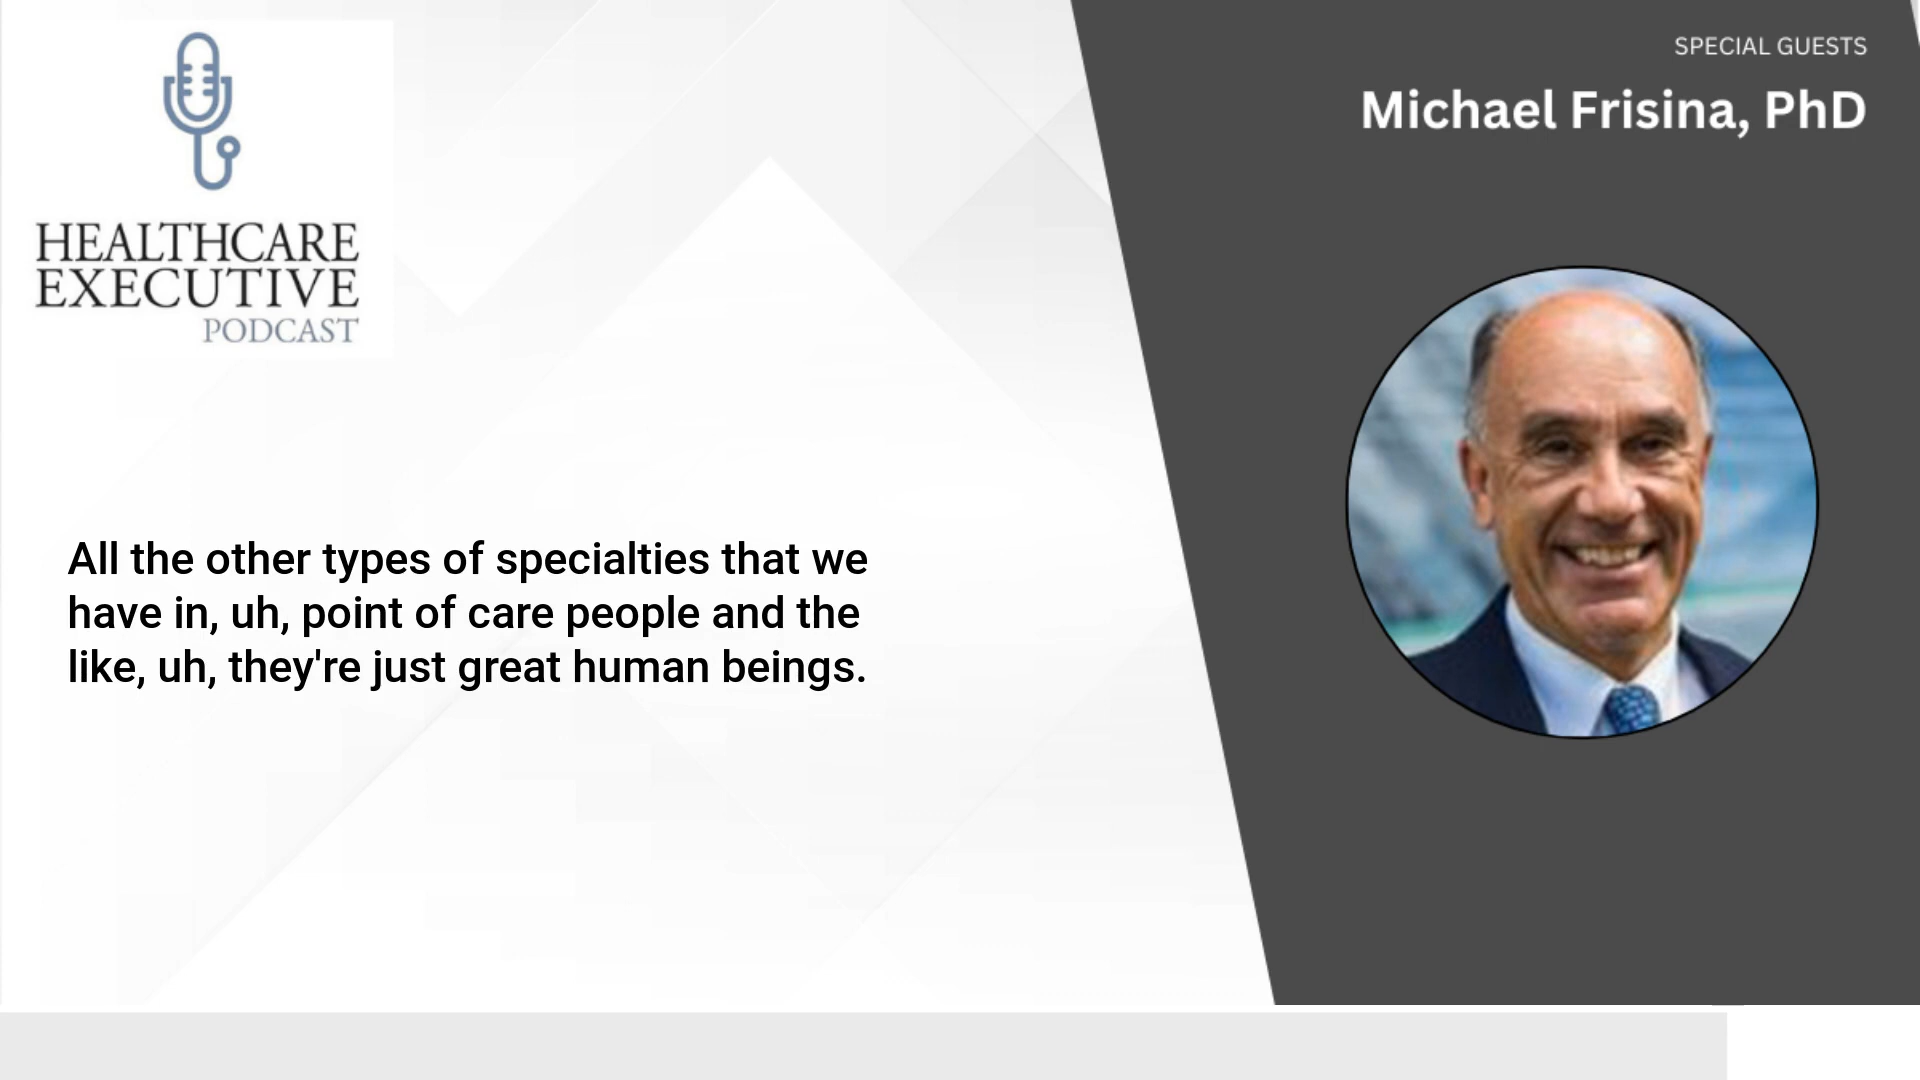 HEALTHCARE
EXECUTIVE
PODCAST
SPECIAL GUESTS
Michael Frisina, PhD
All the other types of specialties that we
have in, uh, point of care people and the
like, uh, they're just great human beings.